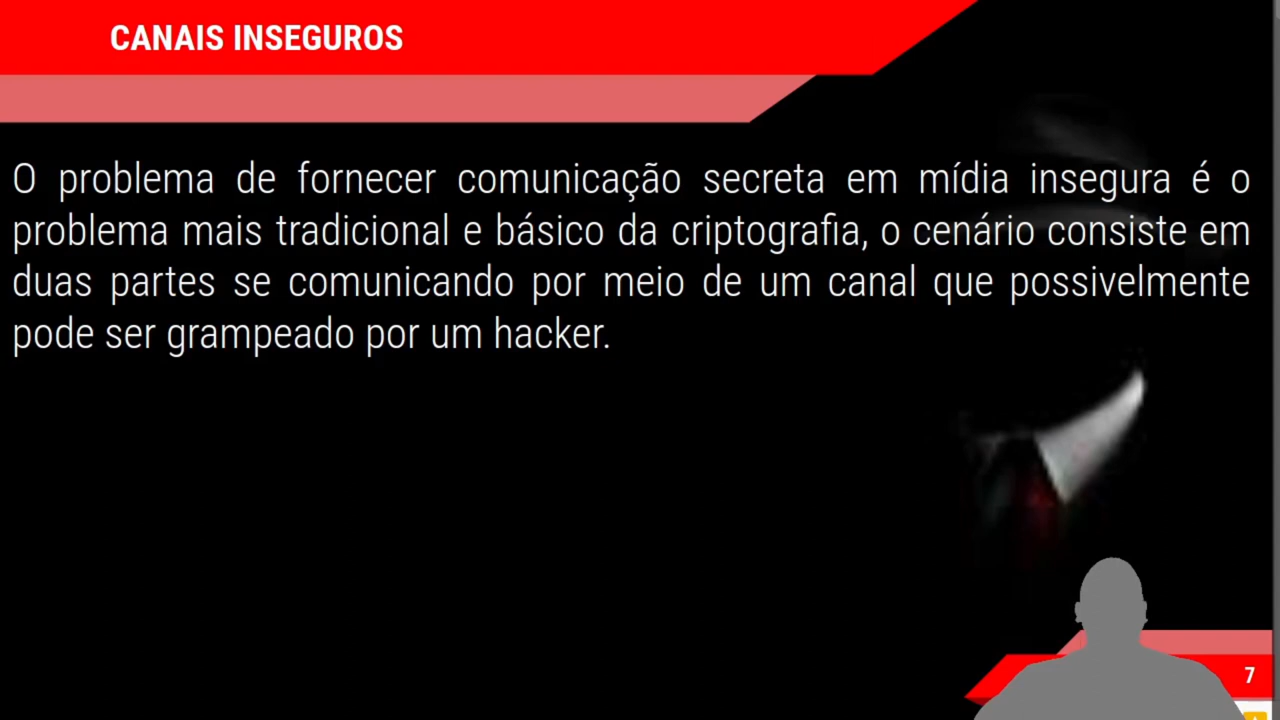 CANAIS INSEGUROS
O problema de fornecer comunicação secreta em mídia insegura é o
problema mais tradicional e básico da criptografia, o cenário consiste em
duas partes se comunicando por meio de um canal que possivelmente
pode ser grampeado por um hacker.
7